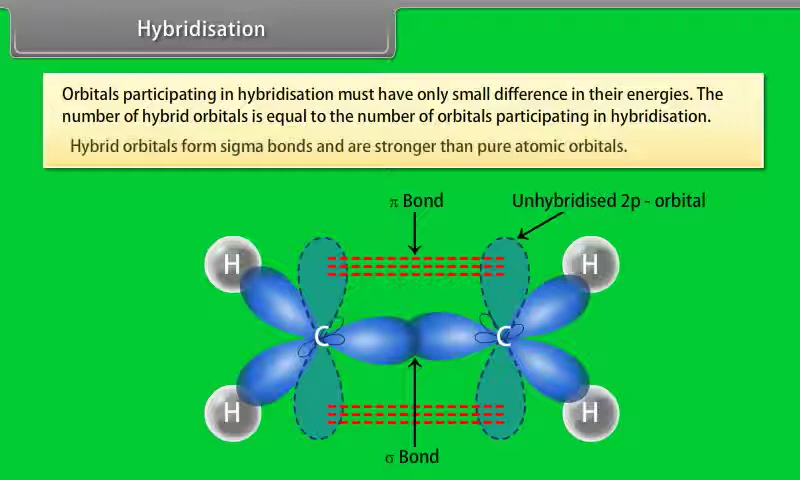 Hybridisation
Orbitals participating in hybridisation must have only small difference in their energies. The
number of hybrid orbitals is equal to the number of orbitals participating in hybridisation.
Hybrid orbitals form sigma bonds and are stronger than pure atomic orbitals.
π Bond
Unhybridised 2p - orbital
H
H
C
C
H
H
σ Bond